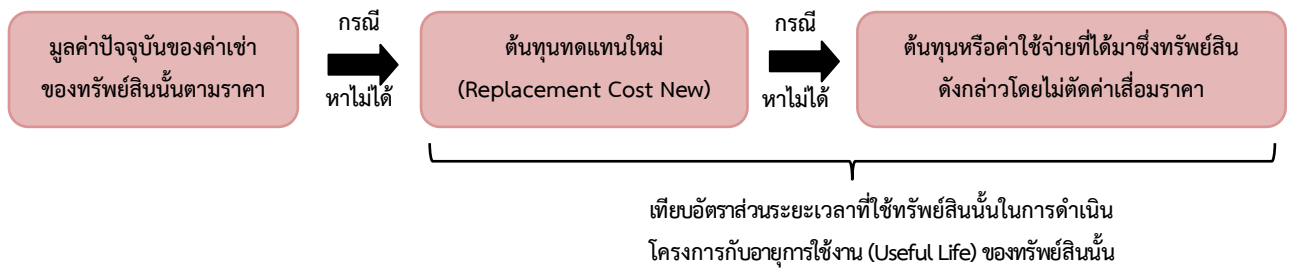 มูลค่าปัจจุบันของค่าเช่า
ของทรัพย์สินนั้นตามราคา
กรณี
หาไม่ได้
ต้นทุนทดแทนใหม่
(Replacement Cost New)
กรณี
หาไม่ได้
ต้นทุนหรือค่าใช้จ่ายที่ได้มาซึ่งทรัพย์สิน
ดังกล่าวโดยไม่ตัดค่าเสื่อมราคา
เทียบอัตราส่วนระยะเวลาที่ใช้ทรัพย์สินนั้นในการดำเนิน
โครงการกับอายุการใช้งาน (Useful Life) ของทรัพย์สินนั้น